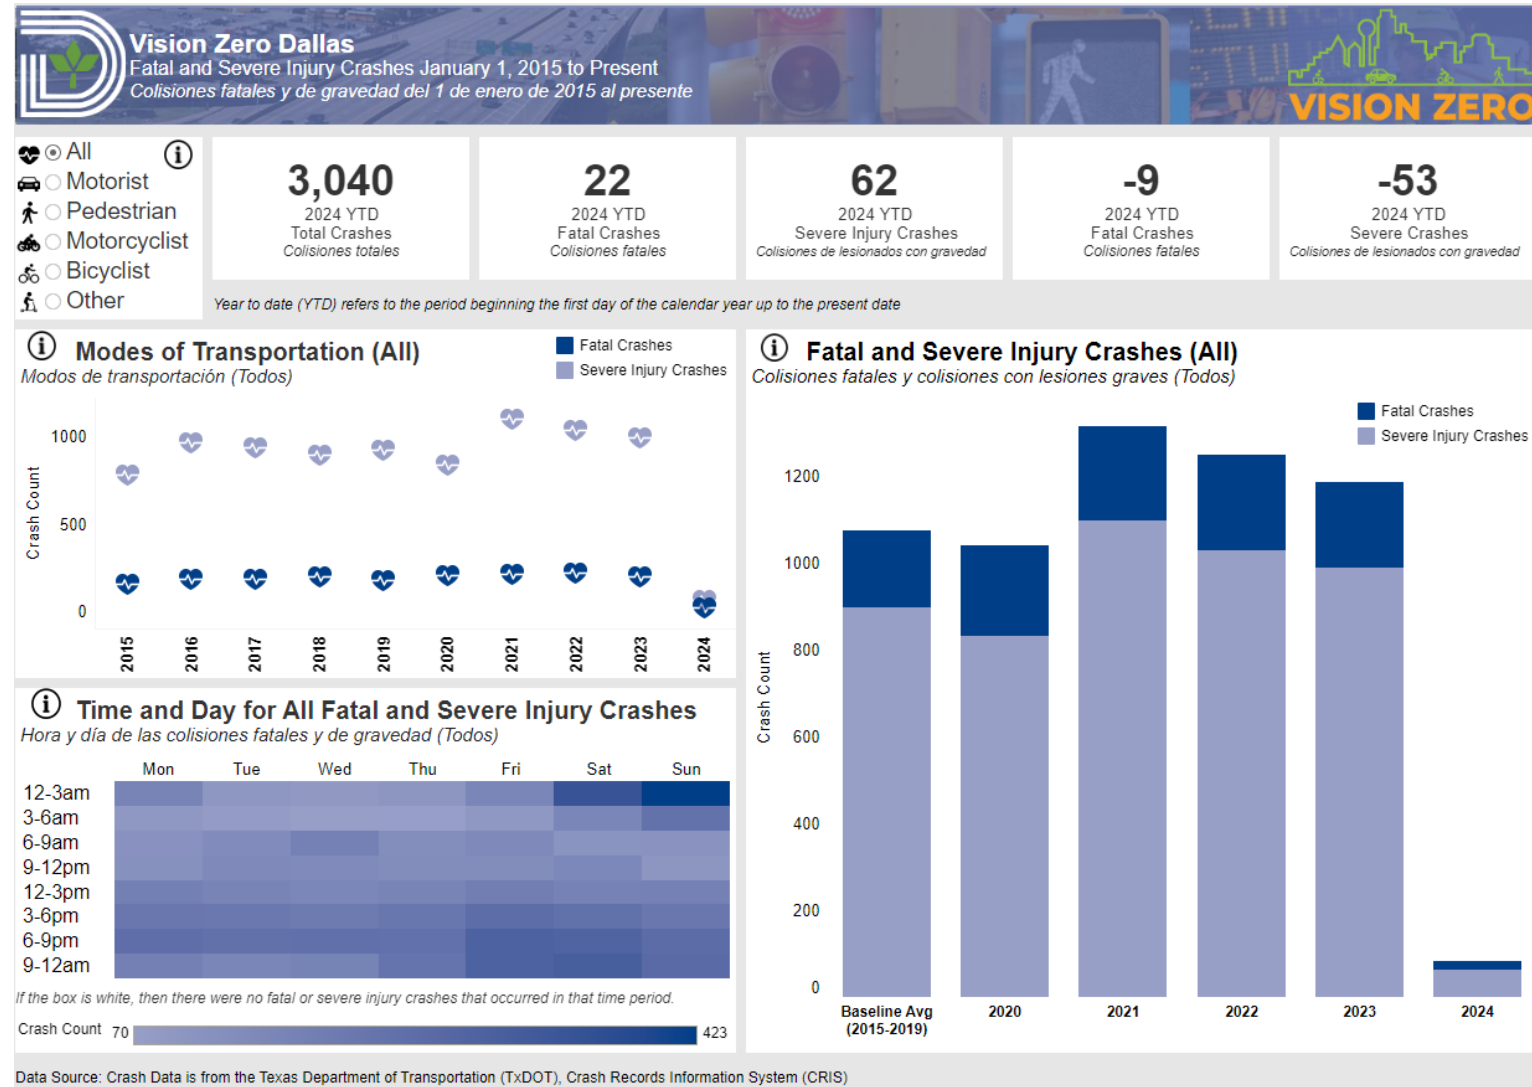 Vision Zero Dallas
Fatal and Severe Injury Crashes January 1, 2015 to Present
Colisiones fatales y de gravedad del 1 de enero de 2015 al presente
VISION ZERO
All
Motorist
Pedestrian
Motorcyclist
Bicyclist
Other
3,040
2024 YTD
Total Crashes
Colisiones totales
22
2024 YTD
Fatal Crashes
Colisiones fatales
62
2024 YTD
Severe Injury Crashes
Colisiones de lesionados con gravedad
-9
2024 YTD
Fatal Crashes
Colisiones fatales
-53
2024 YTD
Severe Crashes
Colisiones de lesionados con gravedad
Year to date (YTD) refers to the period beginning the first day of the calendar year up to the present date
Modes of Transportation (All)
Modos de transportación (Todos)
Fatal Crashes
Severe Injury Crashes
Crash Count
1000
500
0
2015
2016
2017
2018
2019
2020
2021
2022
2023
2024
Time and Day for All Fatal and Severe Injury Crashes
Hora y día de las colisiones fatales y de gravedad (Todos)
Mon Tue Wed Thu Fri Sat Sun
12-3am
3-6am
6-9am
9-12pm
12-3pm
3-6pm
6-9pm
9-12am
If the box is white, then there were no fatal or severe injury crashes that occurred in that time period.
Crash Count 70 423
Fatal and Severe Injury Crashes (All)
Colisiones fatales y colisiones con lesiones graves (Todos)
Fatal Crashes
Severe Injury Crashes
Crash Count
1200
1000
800
600
400
200
0
Baseline Avg
(2015-2019)
2020
2021
2022
2023
2024
Data Source: Crash Data is from the Texas Department of Transportation (TxDOT), Crash Records Information System (CRIS)